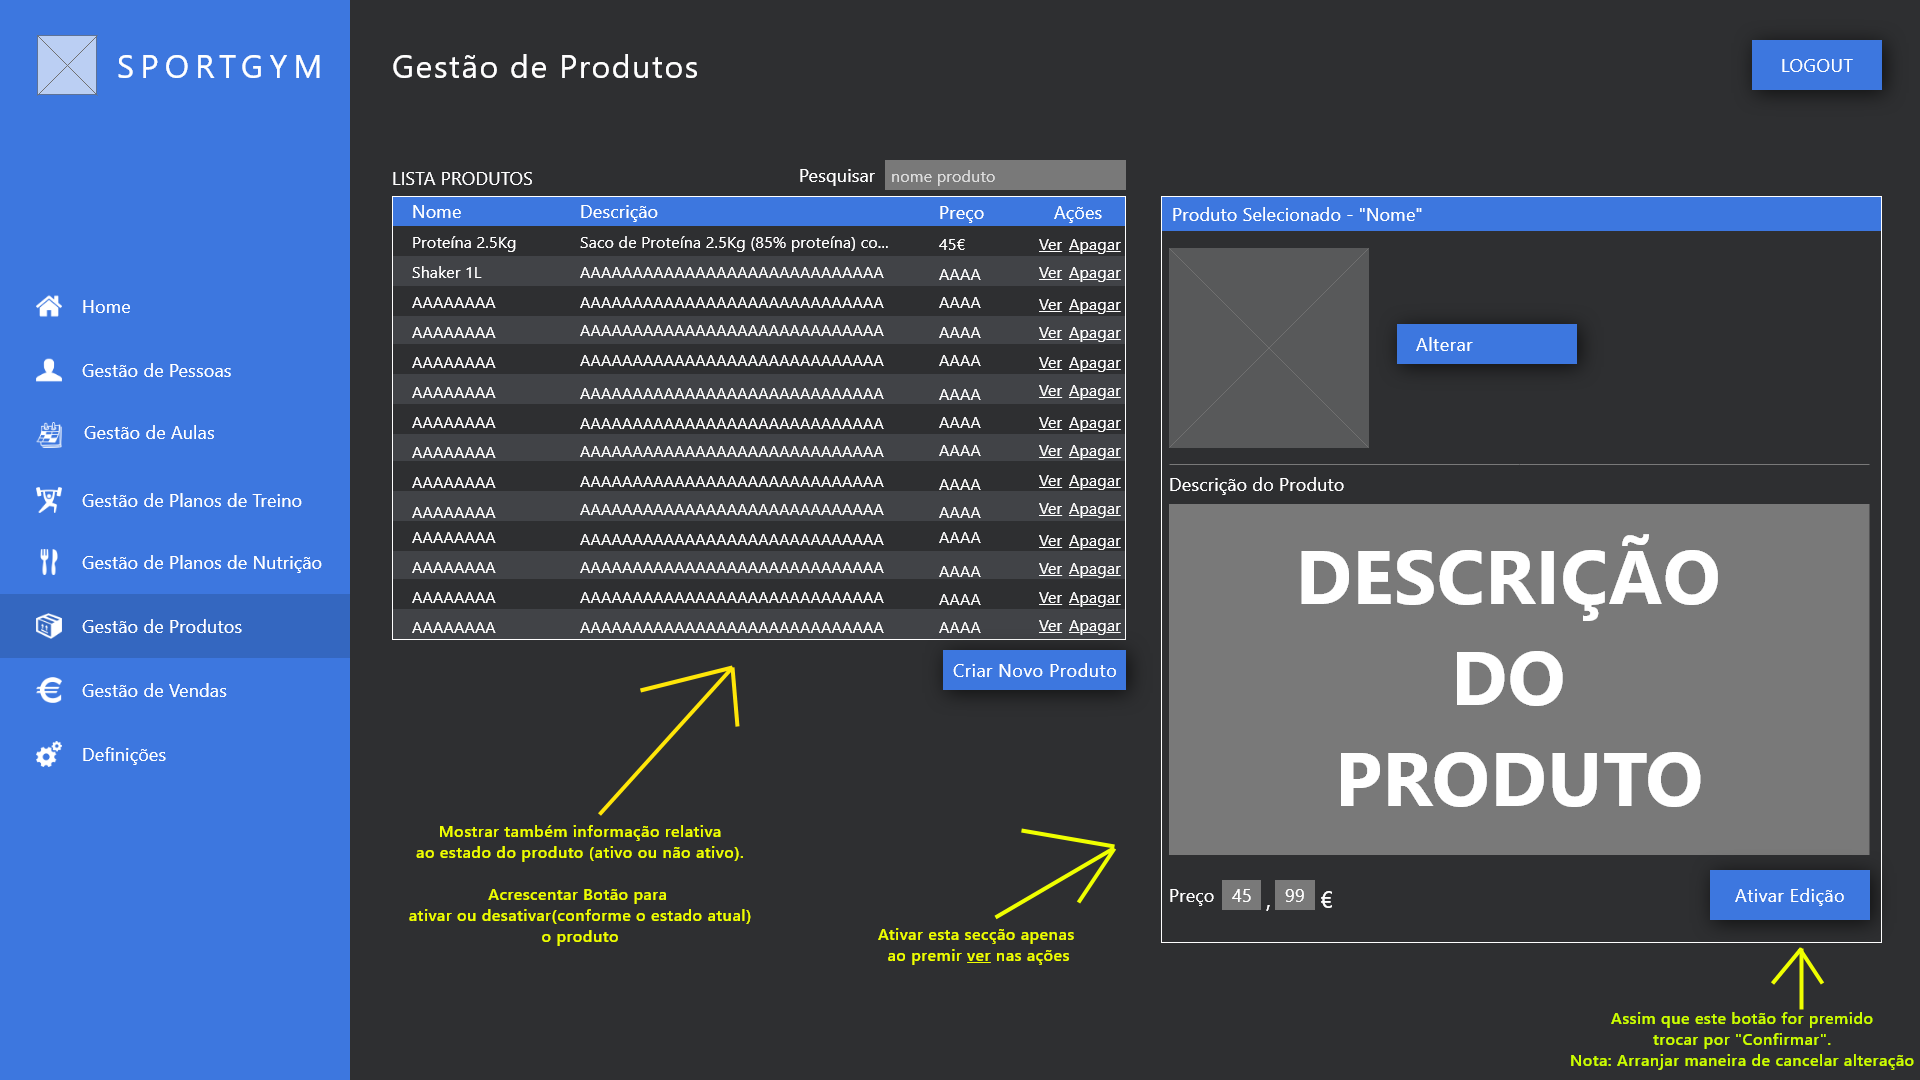 SPORTGYM
Gestão de Produtos
LOGOUT
Home
Gestão de Pessoas
Gestão de Aulas
Gestão de Planos de Treino
Gestão de Planos de Nutrição
Gestão de Produtos
Gestão de Vendas
Definições
LISTA PRODUTOS
Pesquisar nome produto
Nome Descrição Preço Ações
Proteína 2.5Kg Saco de Proteína 2.5Kg (85% proteína) co... 45€ Ver Apagar
Shaker 1L AAAAAAAAAAAAAAAAAAAAAAAAAAAAA AAAA Ver Apagar
AAAAAAAA AAAAAAAAAAAAAAAAAAAAAAAAAAAAA AAAA Ver Apagar
AAAAAAAA AAAAAAAAAAAAAAAAAAAAAAAAAAAAA AAAA Ver Apagar
AAAAAAAA AAAAAAAAAAAAAAAAAAAAAAAAAAAAA AAAA Ver Apagar
AAAAAAAA AAAAAAAAAAAAAAAAAAAAAAAAAAAAA AAAA Ver Apagar
AAAAAAAA AAAAAAAAAAAAAAAAAAAAAAAAAAAAA AAAA Ver Apagar
AAAAAAAA AAAAAAAAAAAAAAAAAAAAAAAAAAAAA AAAA Ver Apagar
AAAAAAAA AAAAAAAAAAAAAAAAAAAAAAAAAAAAA AAAA Ver Apagar
AAAAAAAA AAAAAAAAAAAAAAAAAAAAAAAAAAAAA AAAA Ver Apagar
AAAAAAAA AAAAAAAAAAAAAAAAAAAAAAAAAAAAA AAAA Ver Apagar
AAAAAAAA AAAAAAAAAAAAAAAAAAAAAAAAAAAAA AAAA Ver Apagar
AAAAAAAA AAAAAAAAAAAAAAAAAAAAAAAAAAAAA AAAA Ver Apagar
AAAAAAAA AAAAAAAAAAAAAAAAAAAAAAAAAAAAA AAAA Ver Apagar
Criar Novo Produto
Mostrar também informação relativa
ao estado do produto (ativo ou não ativo).
Acrescentar Botão para
ativar ou desativar(conforme o estado atual)
o produto
Ativar esta secção apenas
ao premir ver nas ações
Produto Selecionado - "Nome"
Alterar
Descrição do Produto
DESCRIÇÃO
DO
PRODUTO
Preço 45 , 99 €
Ativar Edição
Assim que este botão for premido
trocar por "Confirmar".
Nota: Arranjar maneira de cancelar alteração